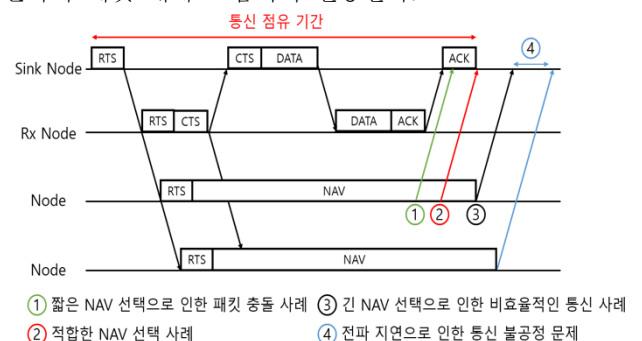 통신 점유 기간
RTS CTS DATA ACK ④
Sink Node
RTS CTS DATA ACK
Rx Node
RTS NAV
Node
① ② ③
RTS NAV
Node
① 짧은 NAV 선택으로 인한 패킷 충돌 사례 ③ 긴 NAV 선택으로 인한 비효율적인 통신 사례
② 적합한 NAV 선택 사례 ④ 전파 지연으로 인한 통신 불공정 문제